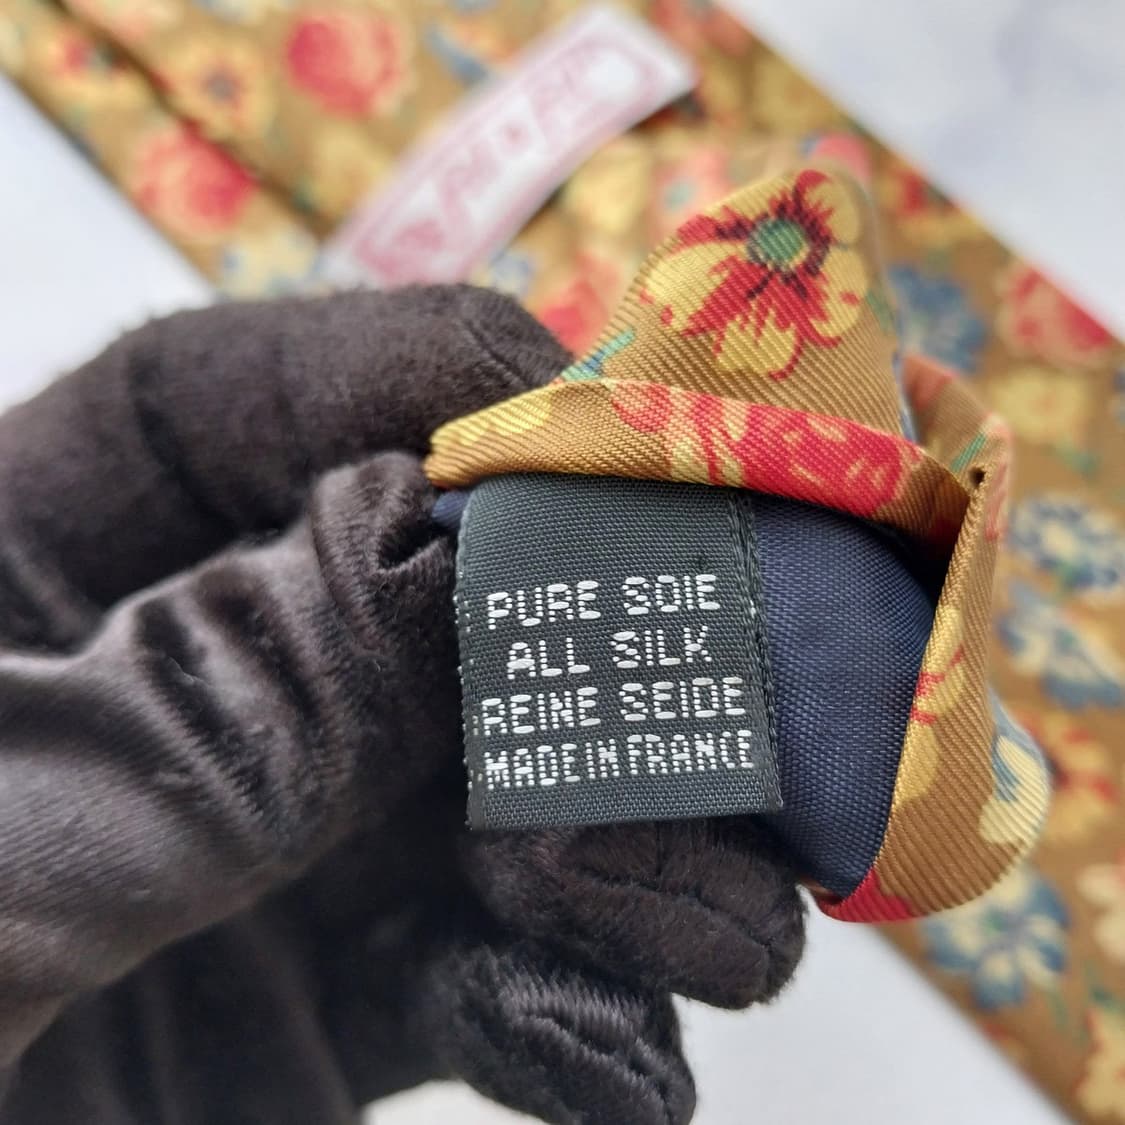 PURE SOIE
ALL SILK
REINE SEIDE
MADE IN FRANCE